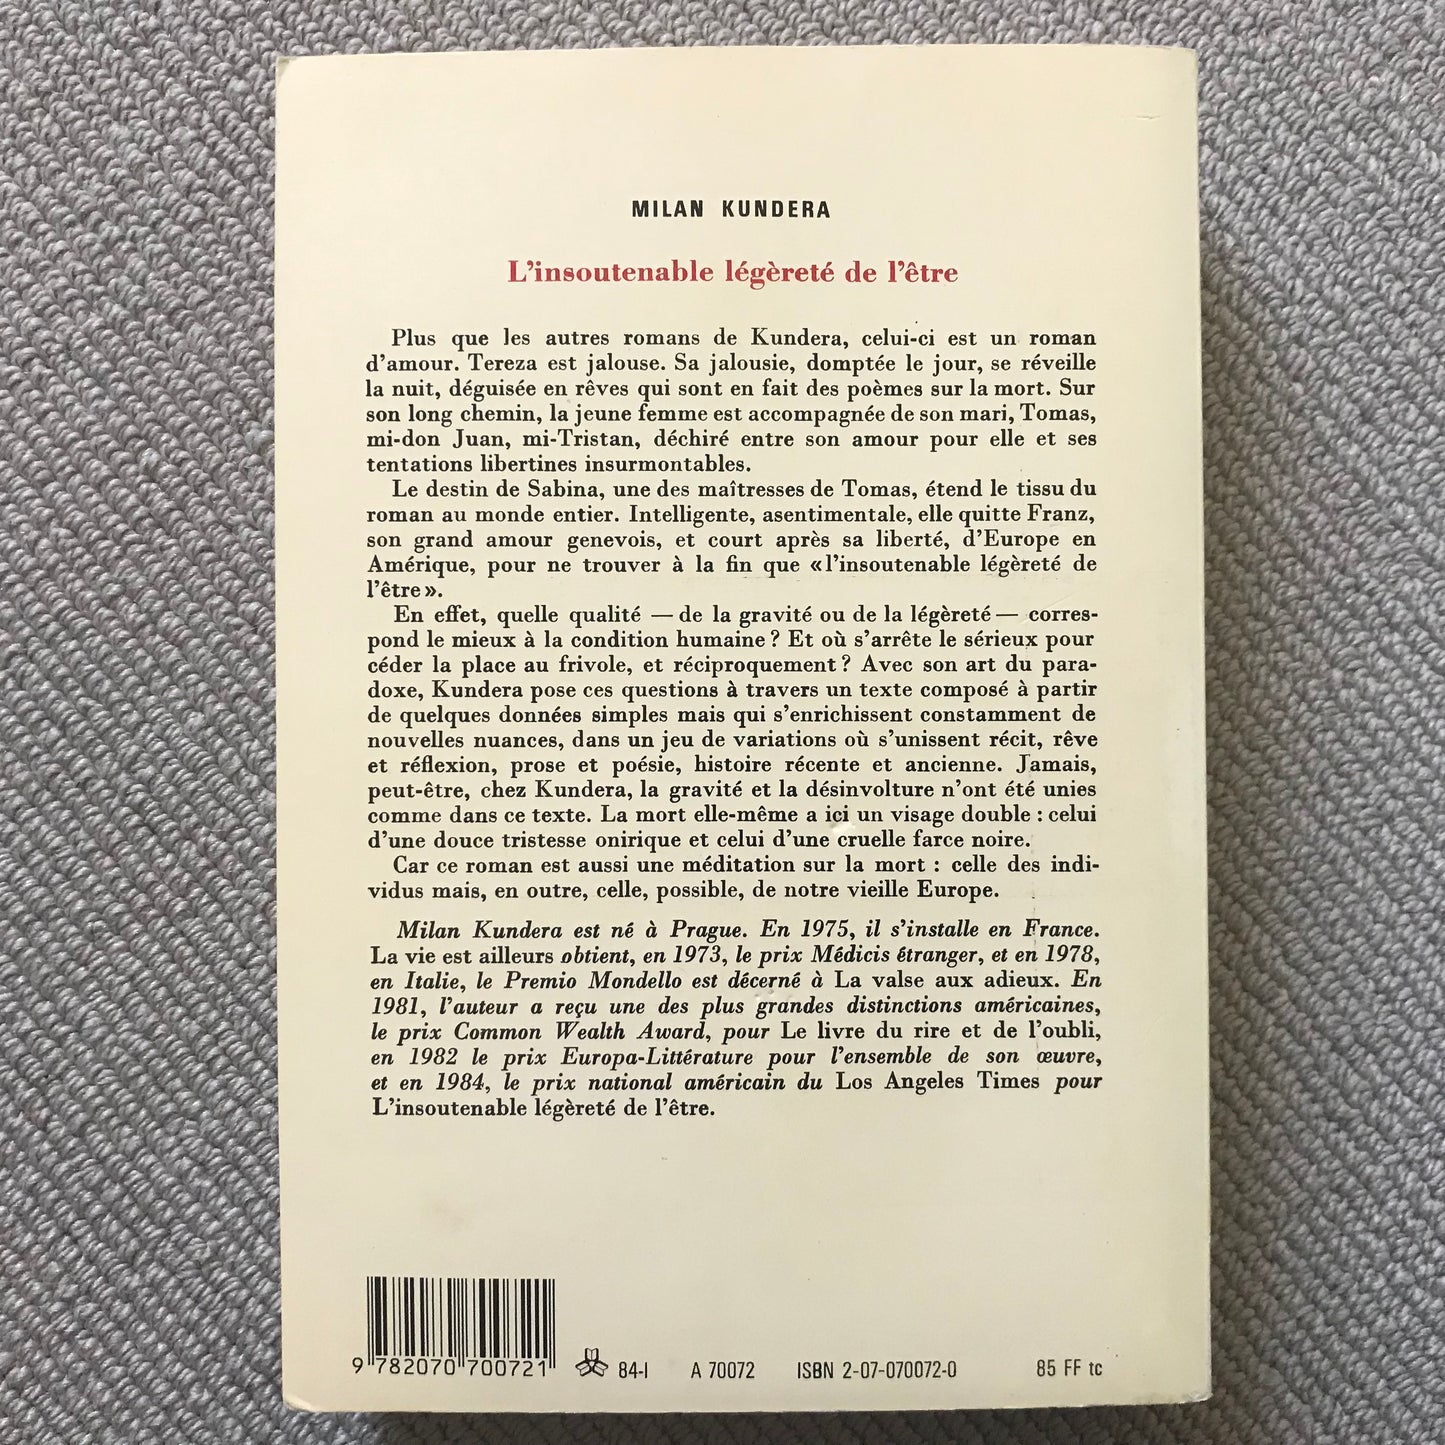 MILAN KUNDERA
L'insoutenable légèreté de l'être
Plus que les autres romans de Kundera, celui-ci est un roman
d'amour. Tereza est jalouse. Sa jalousie, domptée le jour, se réveille
la nuit, déguisée en rêves qui sont en fait des poèmes sur la mort. Sur
son long chemin, la jeune femme est accompagnée de son mari, Tomas,
mi-don Juan, mi-Tristan, déchiré entre son amour pour elle et ses
tentations libertines insurmontables.
Le destin de Sabina, une des maîtresses de Tomas, étend le tissu du
roman au monde entier. Intelligente, asentimentale, elle quitte Franz,
son grand amour genevois, et court après sa liberté, d'Europe en
Amérique, pour ne trouver à la fin que «l'insoutenable légèreté de
l'être».
En effet, quelle qualité — de la gravité ou de la légèreté — corres-
pond le mieux à la condition humaine ? Et où s'arrête le sérieux pour
céder la place au frivole, et réciproquement ? Avec son art du para-
doxe, Kundera pose ces questions à travers un texte composé à partir
de quelques données simples mais qui s'enrichissent constamment de
nouvelles nuances, dans un jeu de variations où s'unissent récit, rêve
et réflexion, prose et poésie, histoire récente et ancienne. Jamais,
peut-être, chez Kundera, la gravité et la désinvolture n'ont été unies
comme dans ce texte. La mort elle-même a ici un visage double : celui
d'une douce tristesse onirique et celui d'une cruelle farce noire.
Car ce roman est aussi une méditation sur la mort : celle des indi-
vidus mais, en outre, celle, possible, de notre vieille Europe.
Milan Kundera est né à Prague. En 1975, il s'installe en France.
La vie est ailleurs obtient, en 1973, le prix Médicis étranger, et en 1978,
en Italie, le Premio Mondello est décerné à La valse aux adieux. En
1981, l'auteur a reçu une des plus grandes distinctions américaines,
le prix Common Wealth Award, pour Le livre du rire et de l'oubli,
en 1982 le prix Europa-Littérature pour l'ensemble de son œuvre,
et en 1984, le prix national américain du Los Angeles Times pour
L'insoutenable légèreté de l'être.
9 782070 700721 84-I A 70072 ISBN 2-07-070072-0 85 FF tc